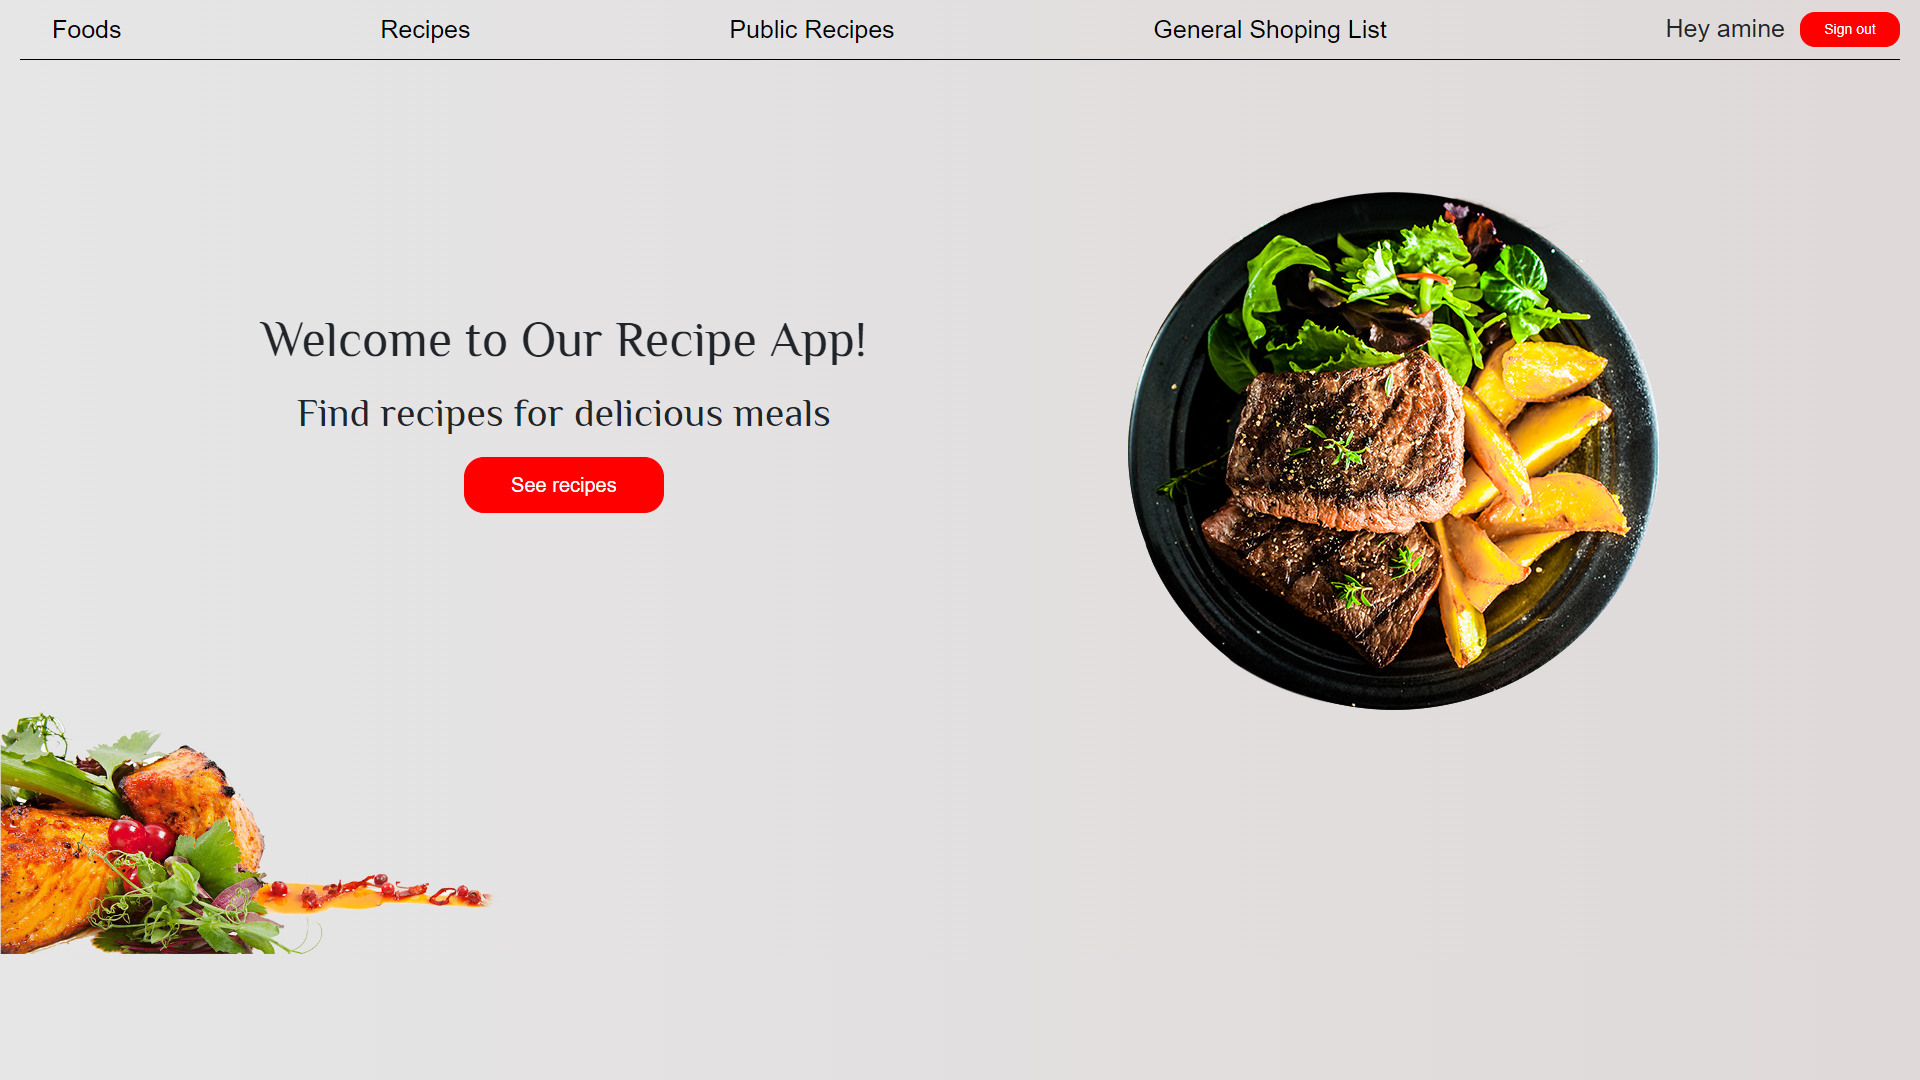 Foods Recipes Public Recipes General Shoping List Hey amine Sign out
Welcome to Our Recipe App!
Find recipes for delicious meals
See recipes